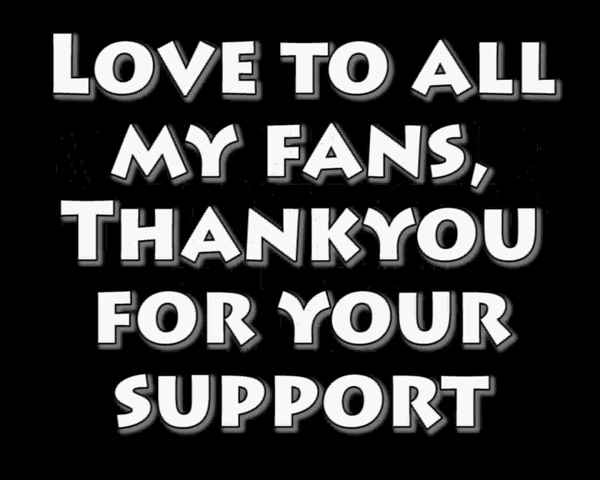 LOVE TO ALL
MY FANS,
THANKYOU
FOR YOUR
SUPPORT